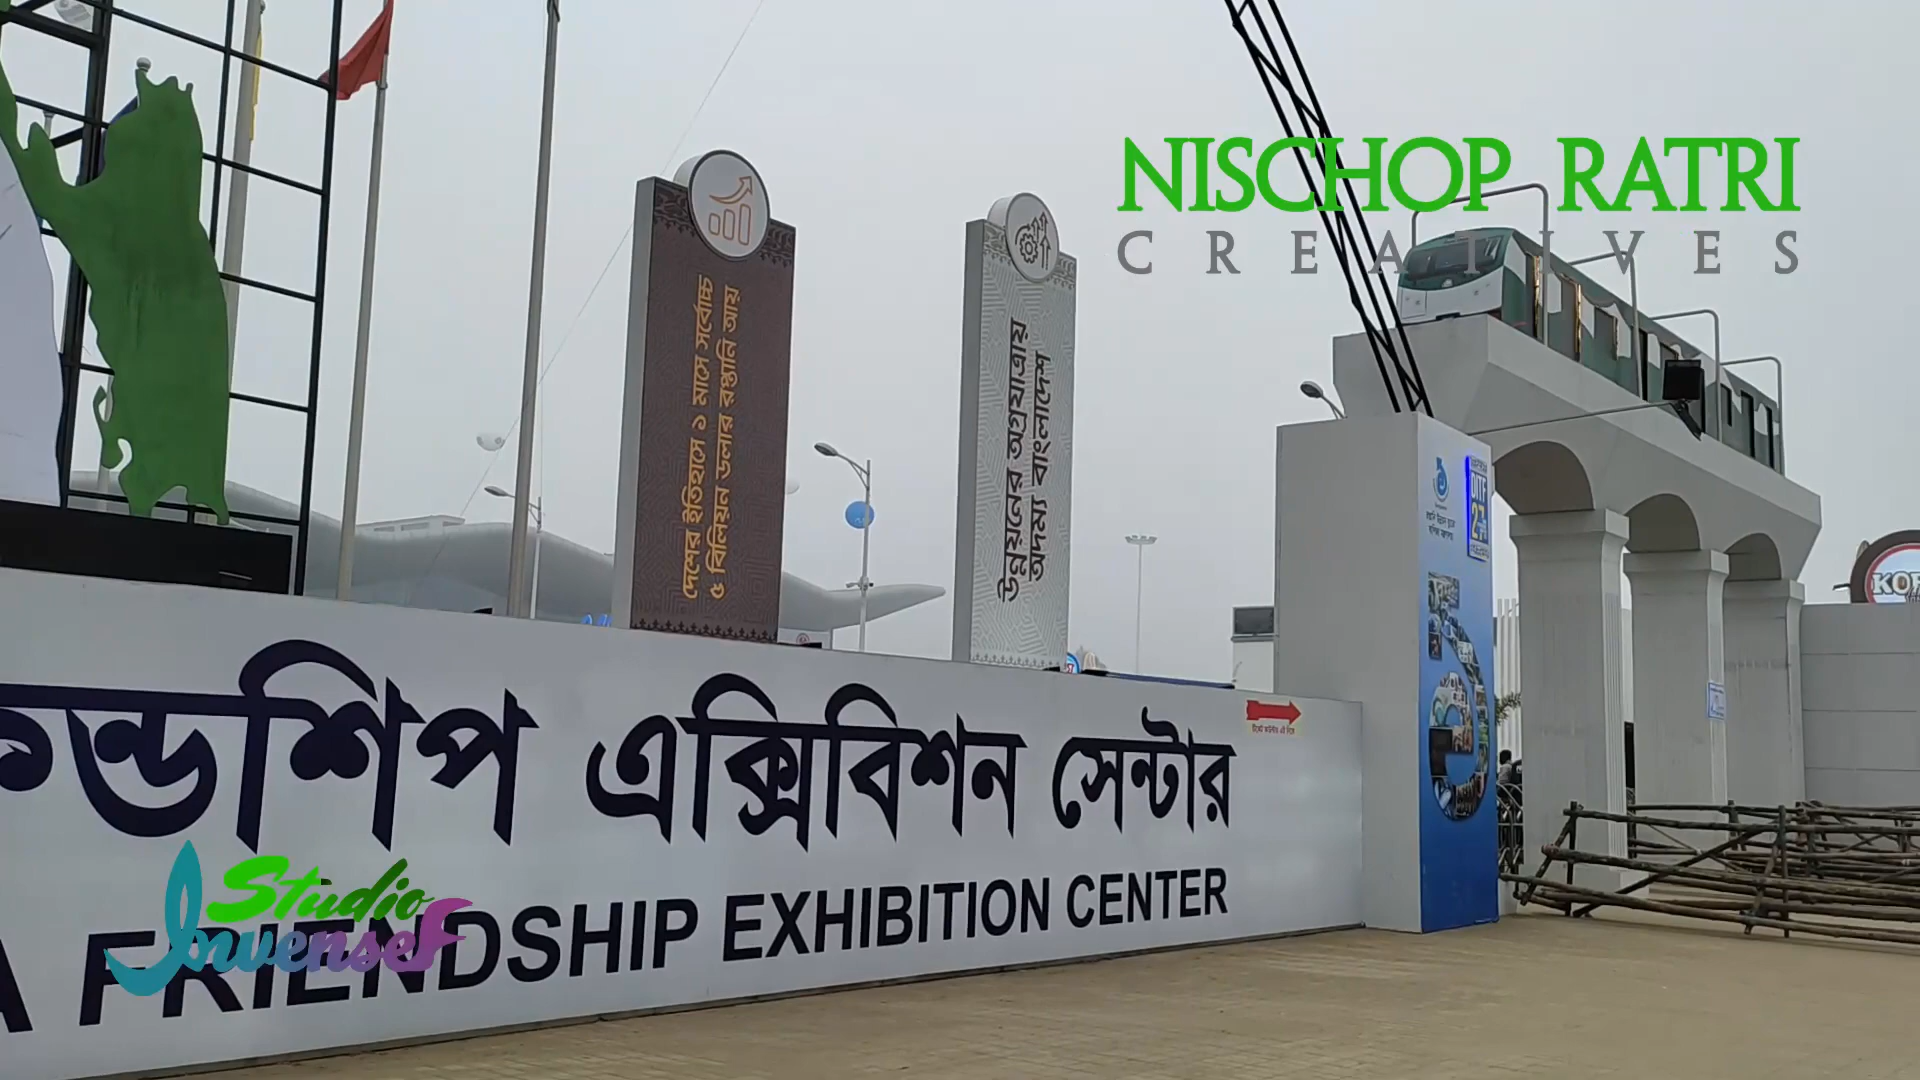 NISCHOP RATRI
CREATIVES
দেশের ইতিহাসে ১ মাসে সর্বোচ্চ
৫ বিলিয়ন ডলার রপ্তানি আয়
উন্নয়নের অগ্রযাত্রায়
অদম্য বাংলাদেশ
DITF
27
ন্ডশিপ এক্সিবিশন সেন্টার
A FRIENDSHIP EXHIBITION CENTER
Studio
Invensef